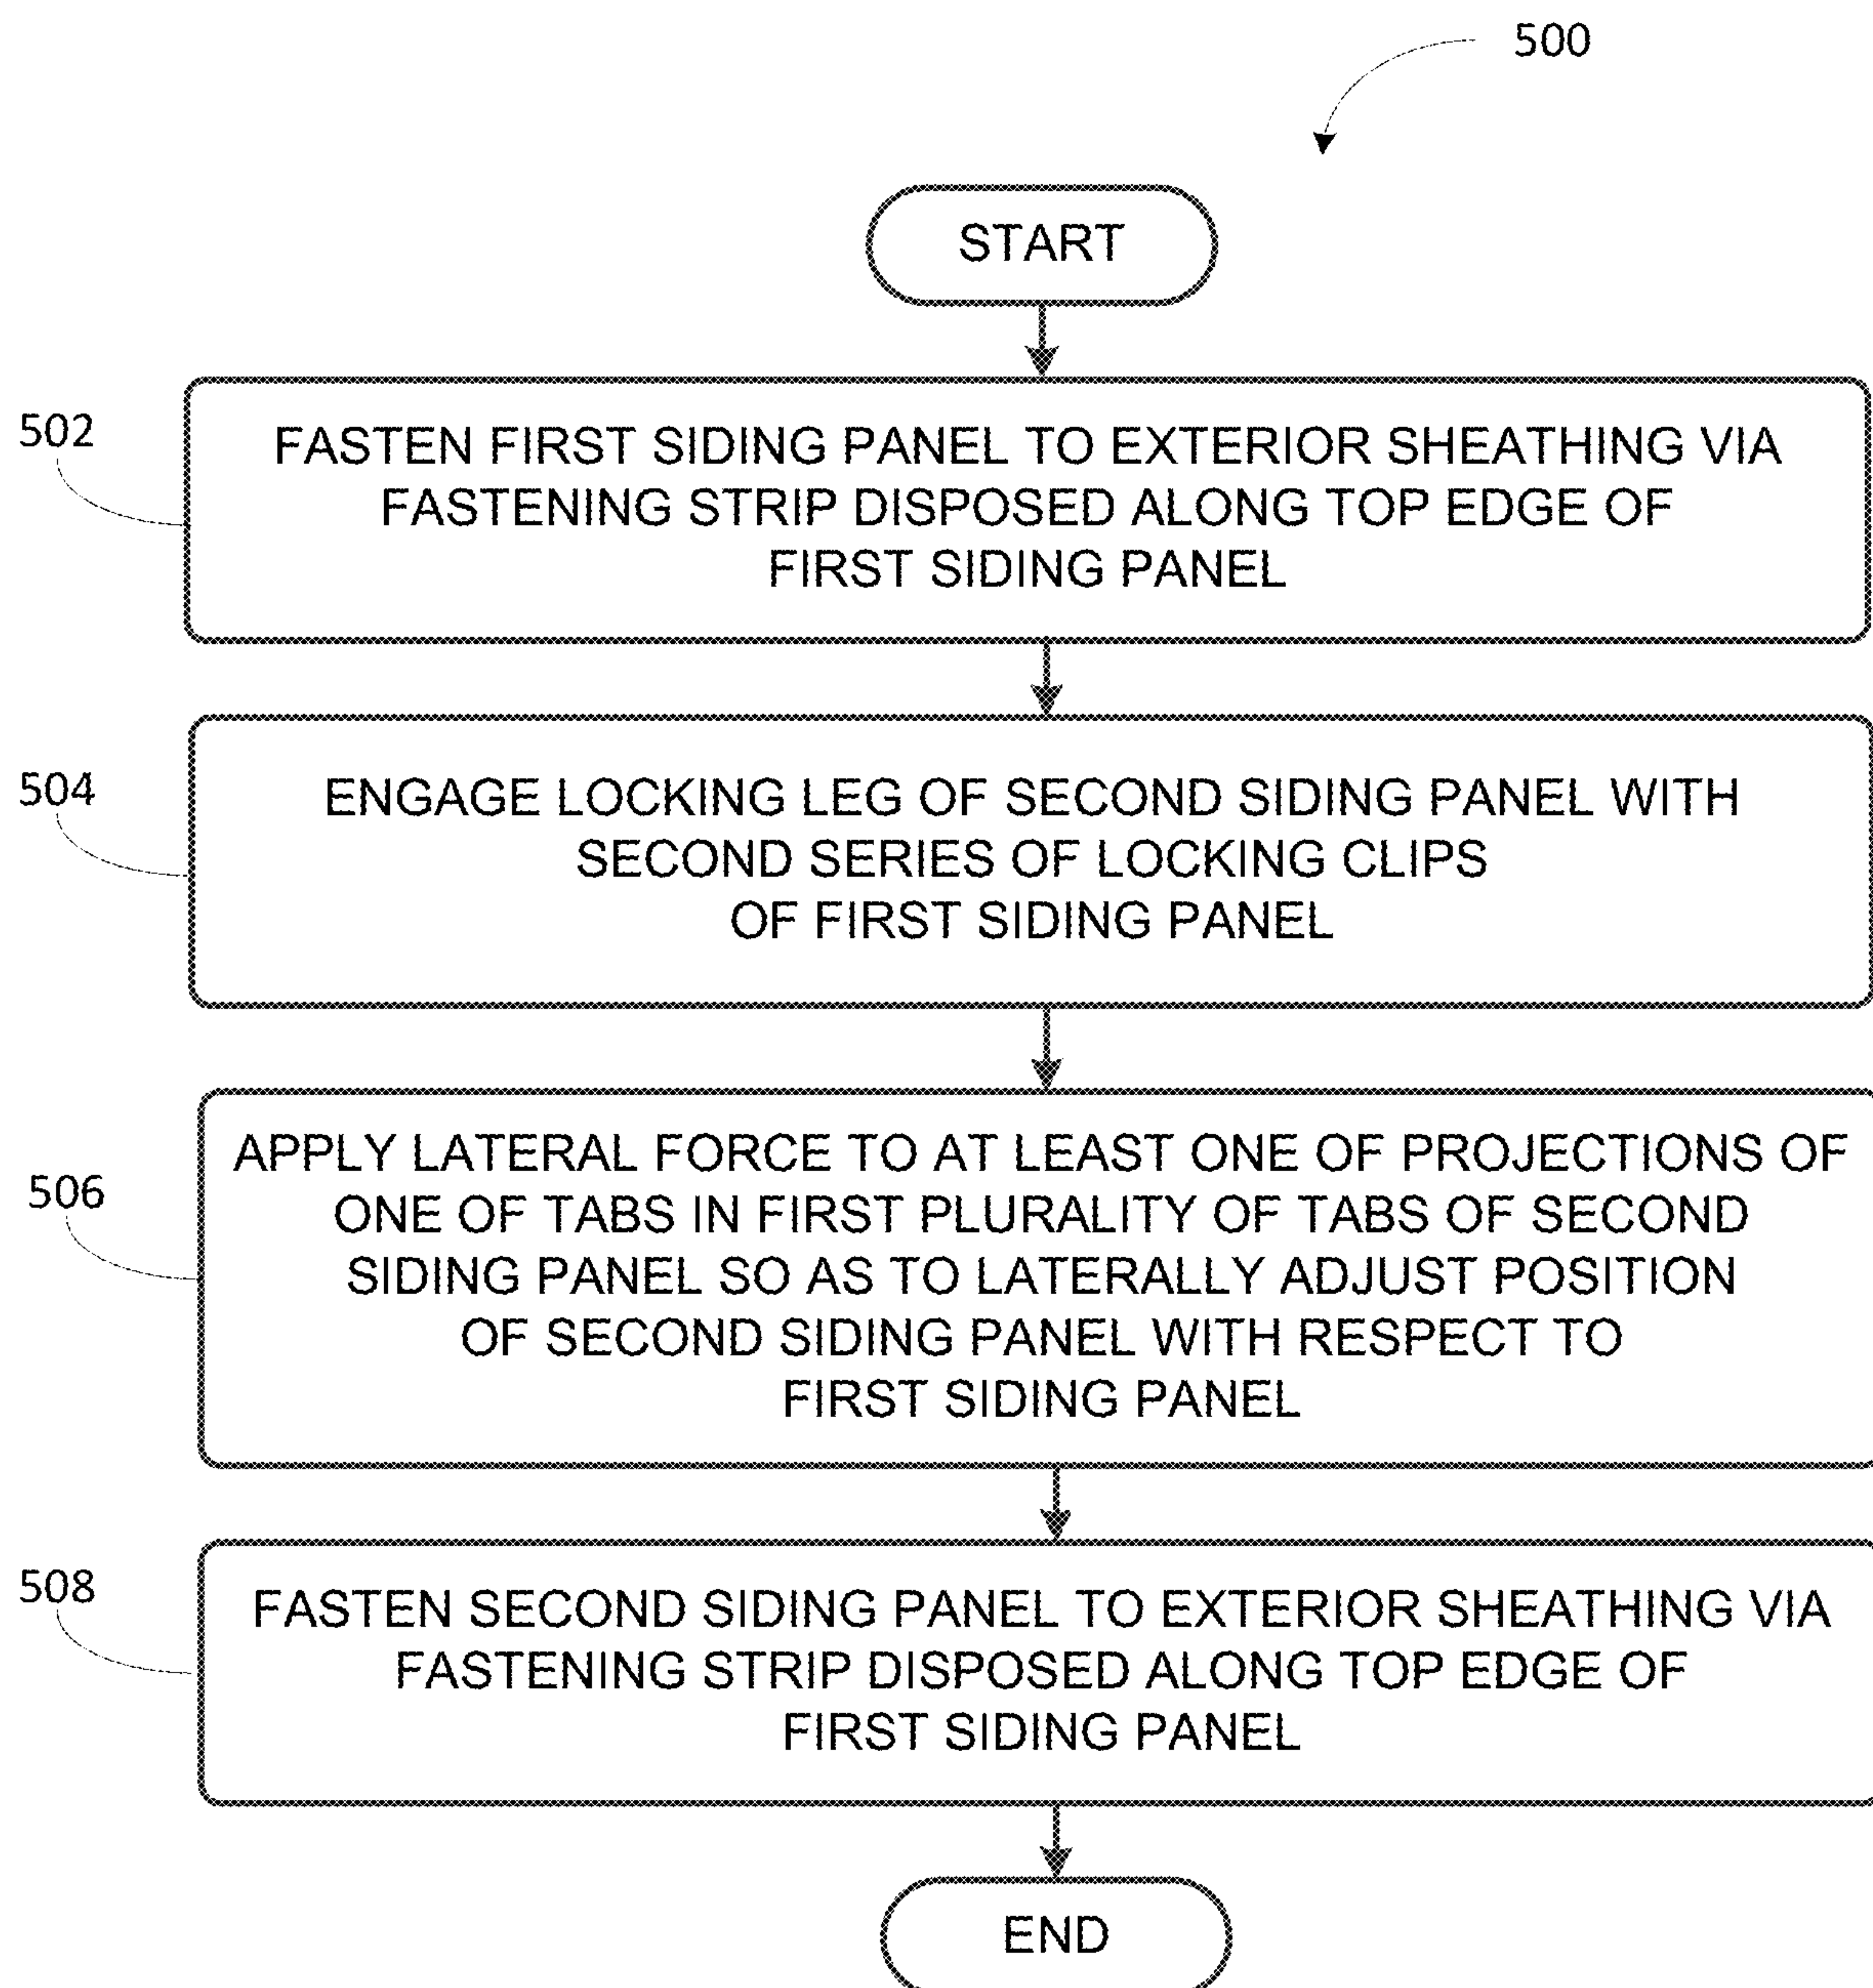 500
START
502
FASTEN FIRST SIDING PANEL TO EXTERIOR SHEATHING VIA
FASTENING STRIP DISPOSED ALONG TOP EDGE OF
FIRST SIDING PANEL
504
ENGAGE LOCKING LEG OF SECOND SIDING PANEL WITH
SECOND SERIES OF LOCKING CLIPS
OF FIRST SIDING PANEL
506
APPLY LATERAL FORCE TO AT LEAST ONE OF PROJECTIONS OF
ONE OF TABS IN FIRST PLURALITY OF TABS OF SECOND
SIDING PANEL SO AS TO LATERALLY ADJUST POSITION
OF SECOND SIDING PANEL WITH RESPECT TO
FIRST SIDING PANEL
508
FASTEN SECOND SIDING PANEL TO EXTERIOR SHEATHING VIA
FASTENING STRIP DISPOSED ALONG TOP EDGE OF
FIRST SIDING PANEL
END